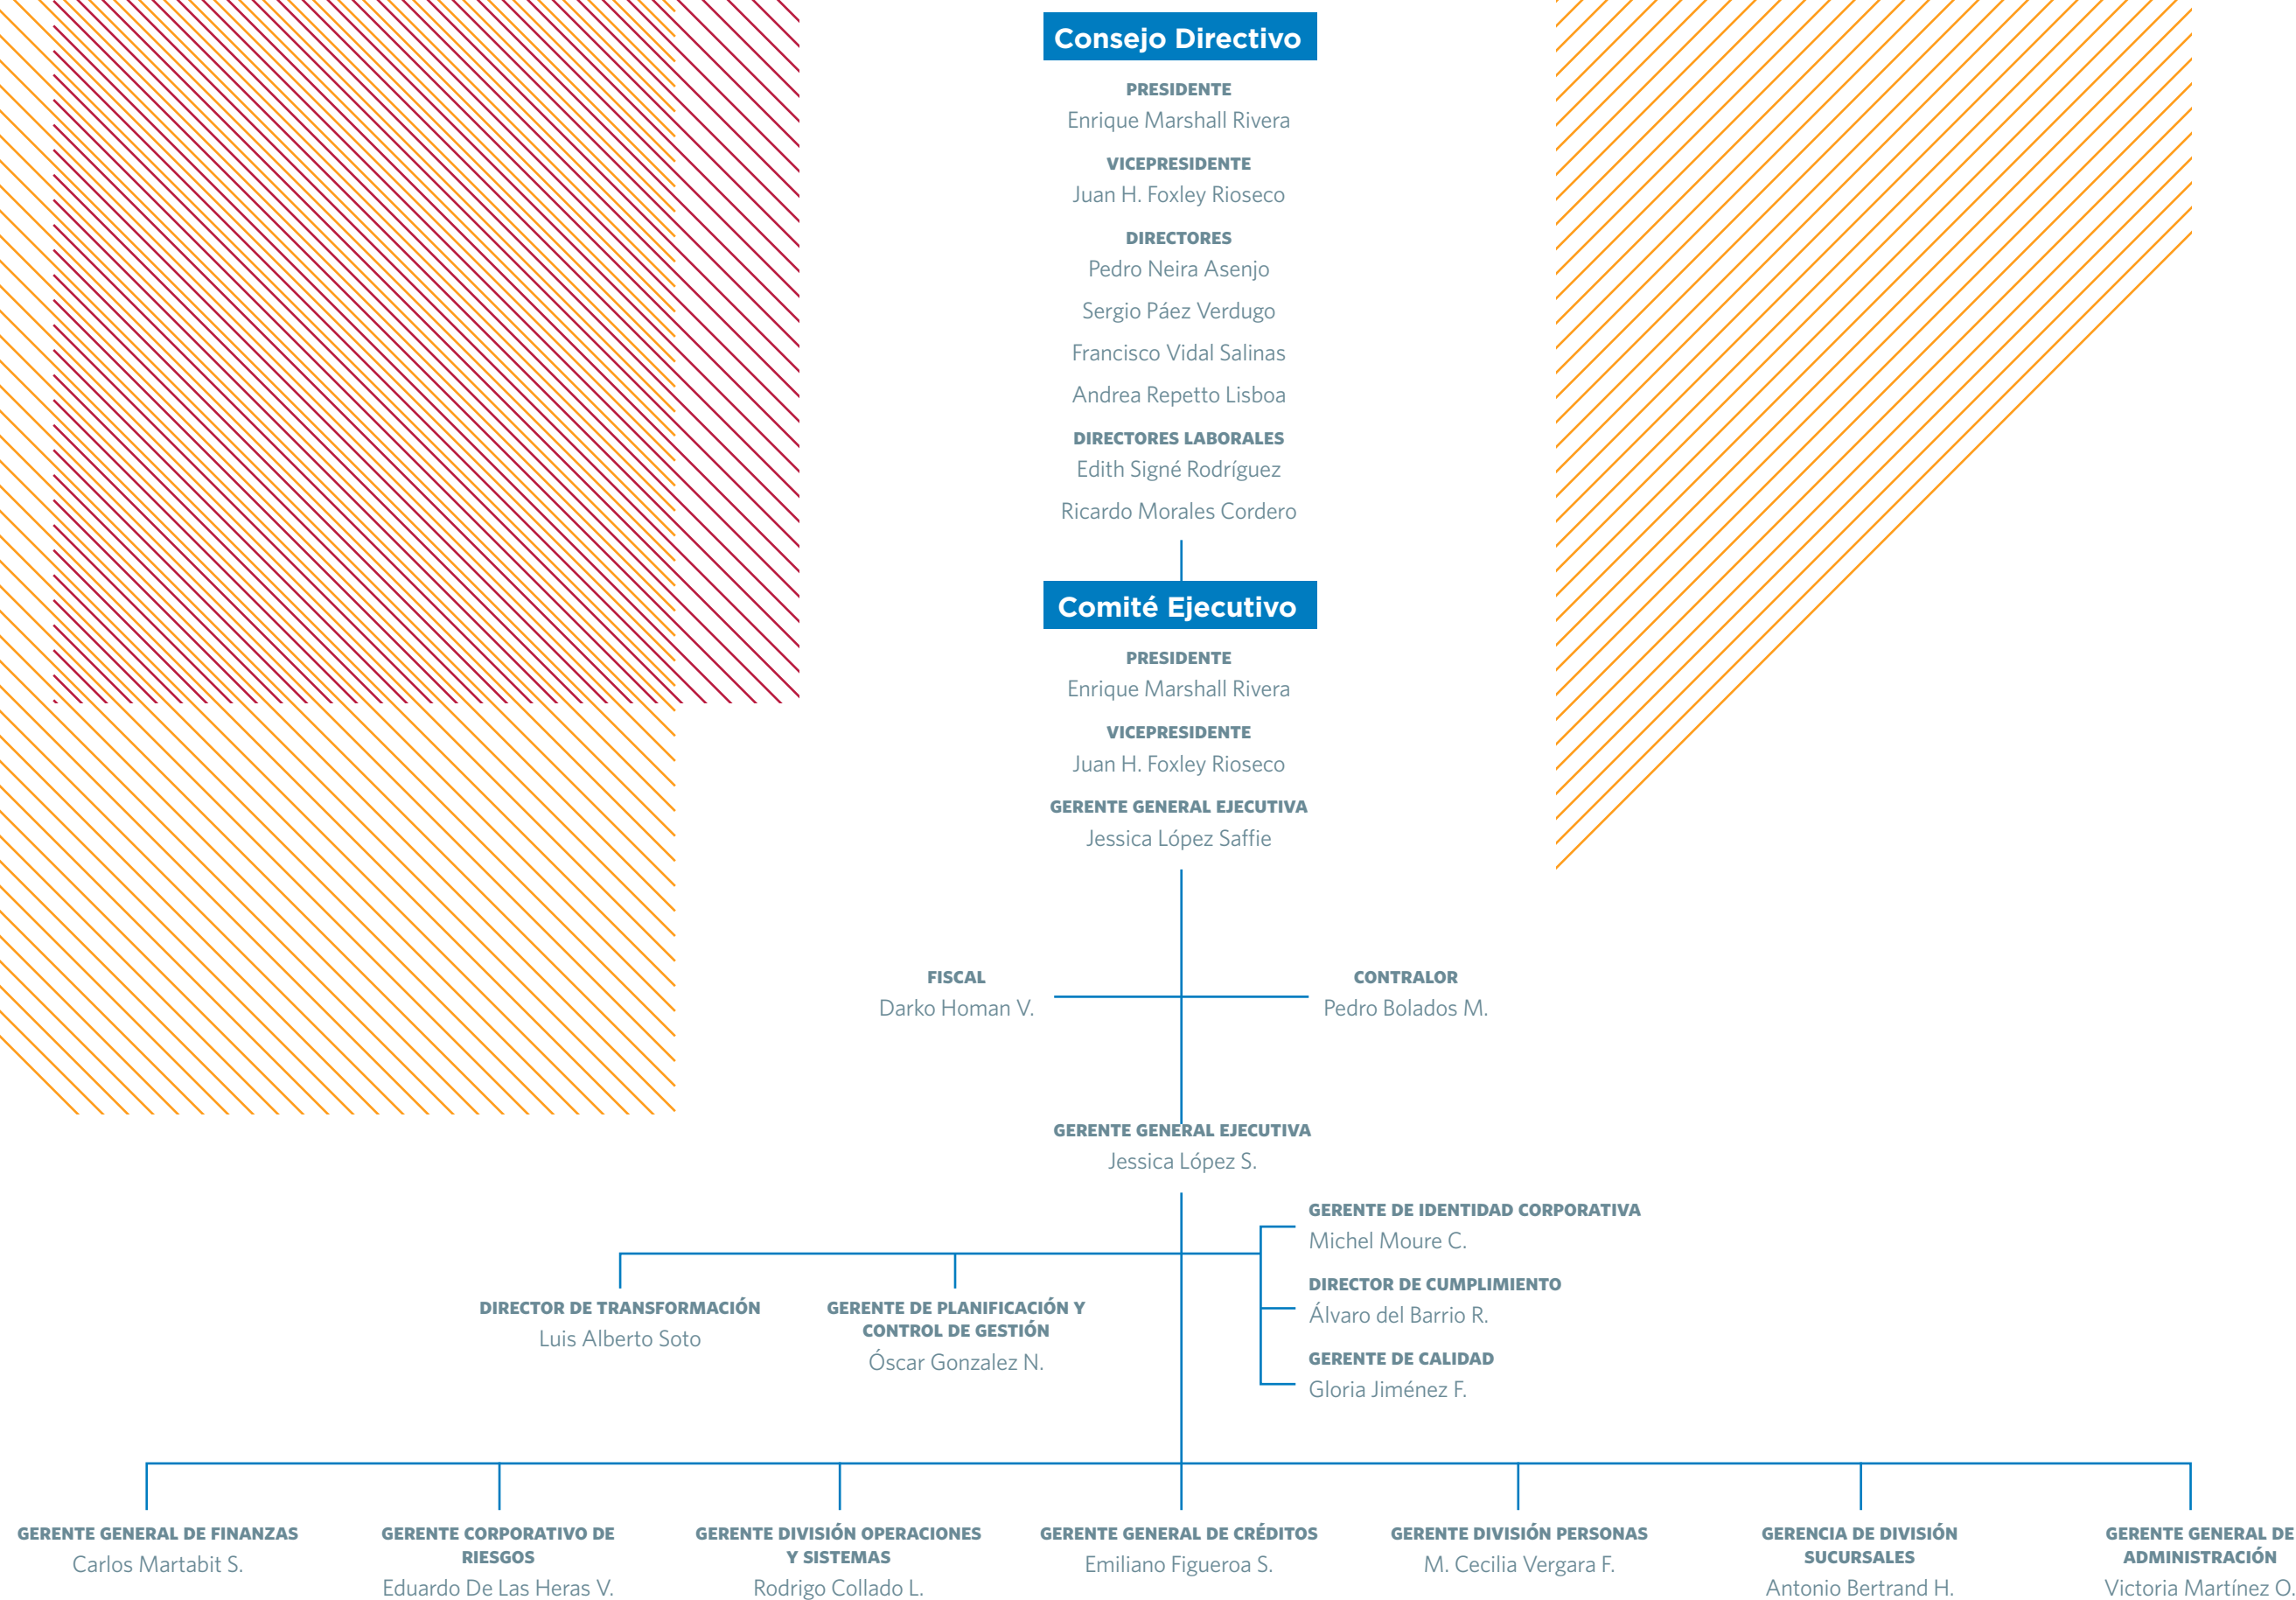 Consejo Directivo
PRESIDENTE
Enrique Marshall Rivera
VICEPRESIDENTE
Juan H. Foxley Rioseco
DIRECTORES
Pedro Neira Asenjo
Sergio Páez Verdugo
Francisco Vidal Salinas
Andrea Repetto Lisboa
DIRECTORES LABORALES
Edith Signé Rodríguez
Ricardo Morales Cordero
Comité Ejecutivo
PRESIDENTE
Enrique Marshall Rivera
VICEPRESIDENTE
Juan H. Foxley Rioseco
GERENTE GENERAL EJECUTIVA
Jessica López Saffie
FISCAL
Darko Homan V.
CONTRALOR
Pedro Bolados M.
GERENTE GENERAL EJECUTIVA
Jessica López S.
GERENTE DE IDENTIDAD CORPORATIVA
Michel Moure C.
DIRECTOR DE CUMPLIMIENTO
Álvaro del Barrio R.
GERENTE DE CALIDAD
Gloria Jiménez F.
DIRECTOR DE TRANSFORMACIÓN
Luis Alberto Soto
GERENTE DE PLANIFICACIÓN Y
CONTROL DE GESTIÓN
Óscar Gonzalez N.
GERENTE GENERAL DE FINANZAS
Carlos Martabit S.
GERENTE CORPORATIVO DE
RIESGOS
Eduardo De Las Heras V.
GERENTE DIVISIÓN OPERACIONES
Y SISTEMAS
Rodrigo Collado L.
GERENTE GENERAL DE CRÉDITOS
Emiliano Figueroa S.
GERENTE DIVISIÓN PERSONAS
M. Cecilia Vergara F.
GERENCIA DE DIVISIÓN
SUCURSALES
Antonio Bertrand H.
GERENTE GENERAL DE
ADMINISTRACIÓN
Victoria Martínez O.